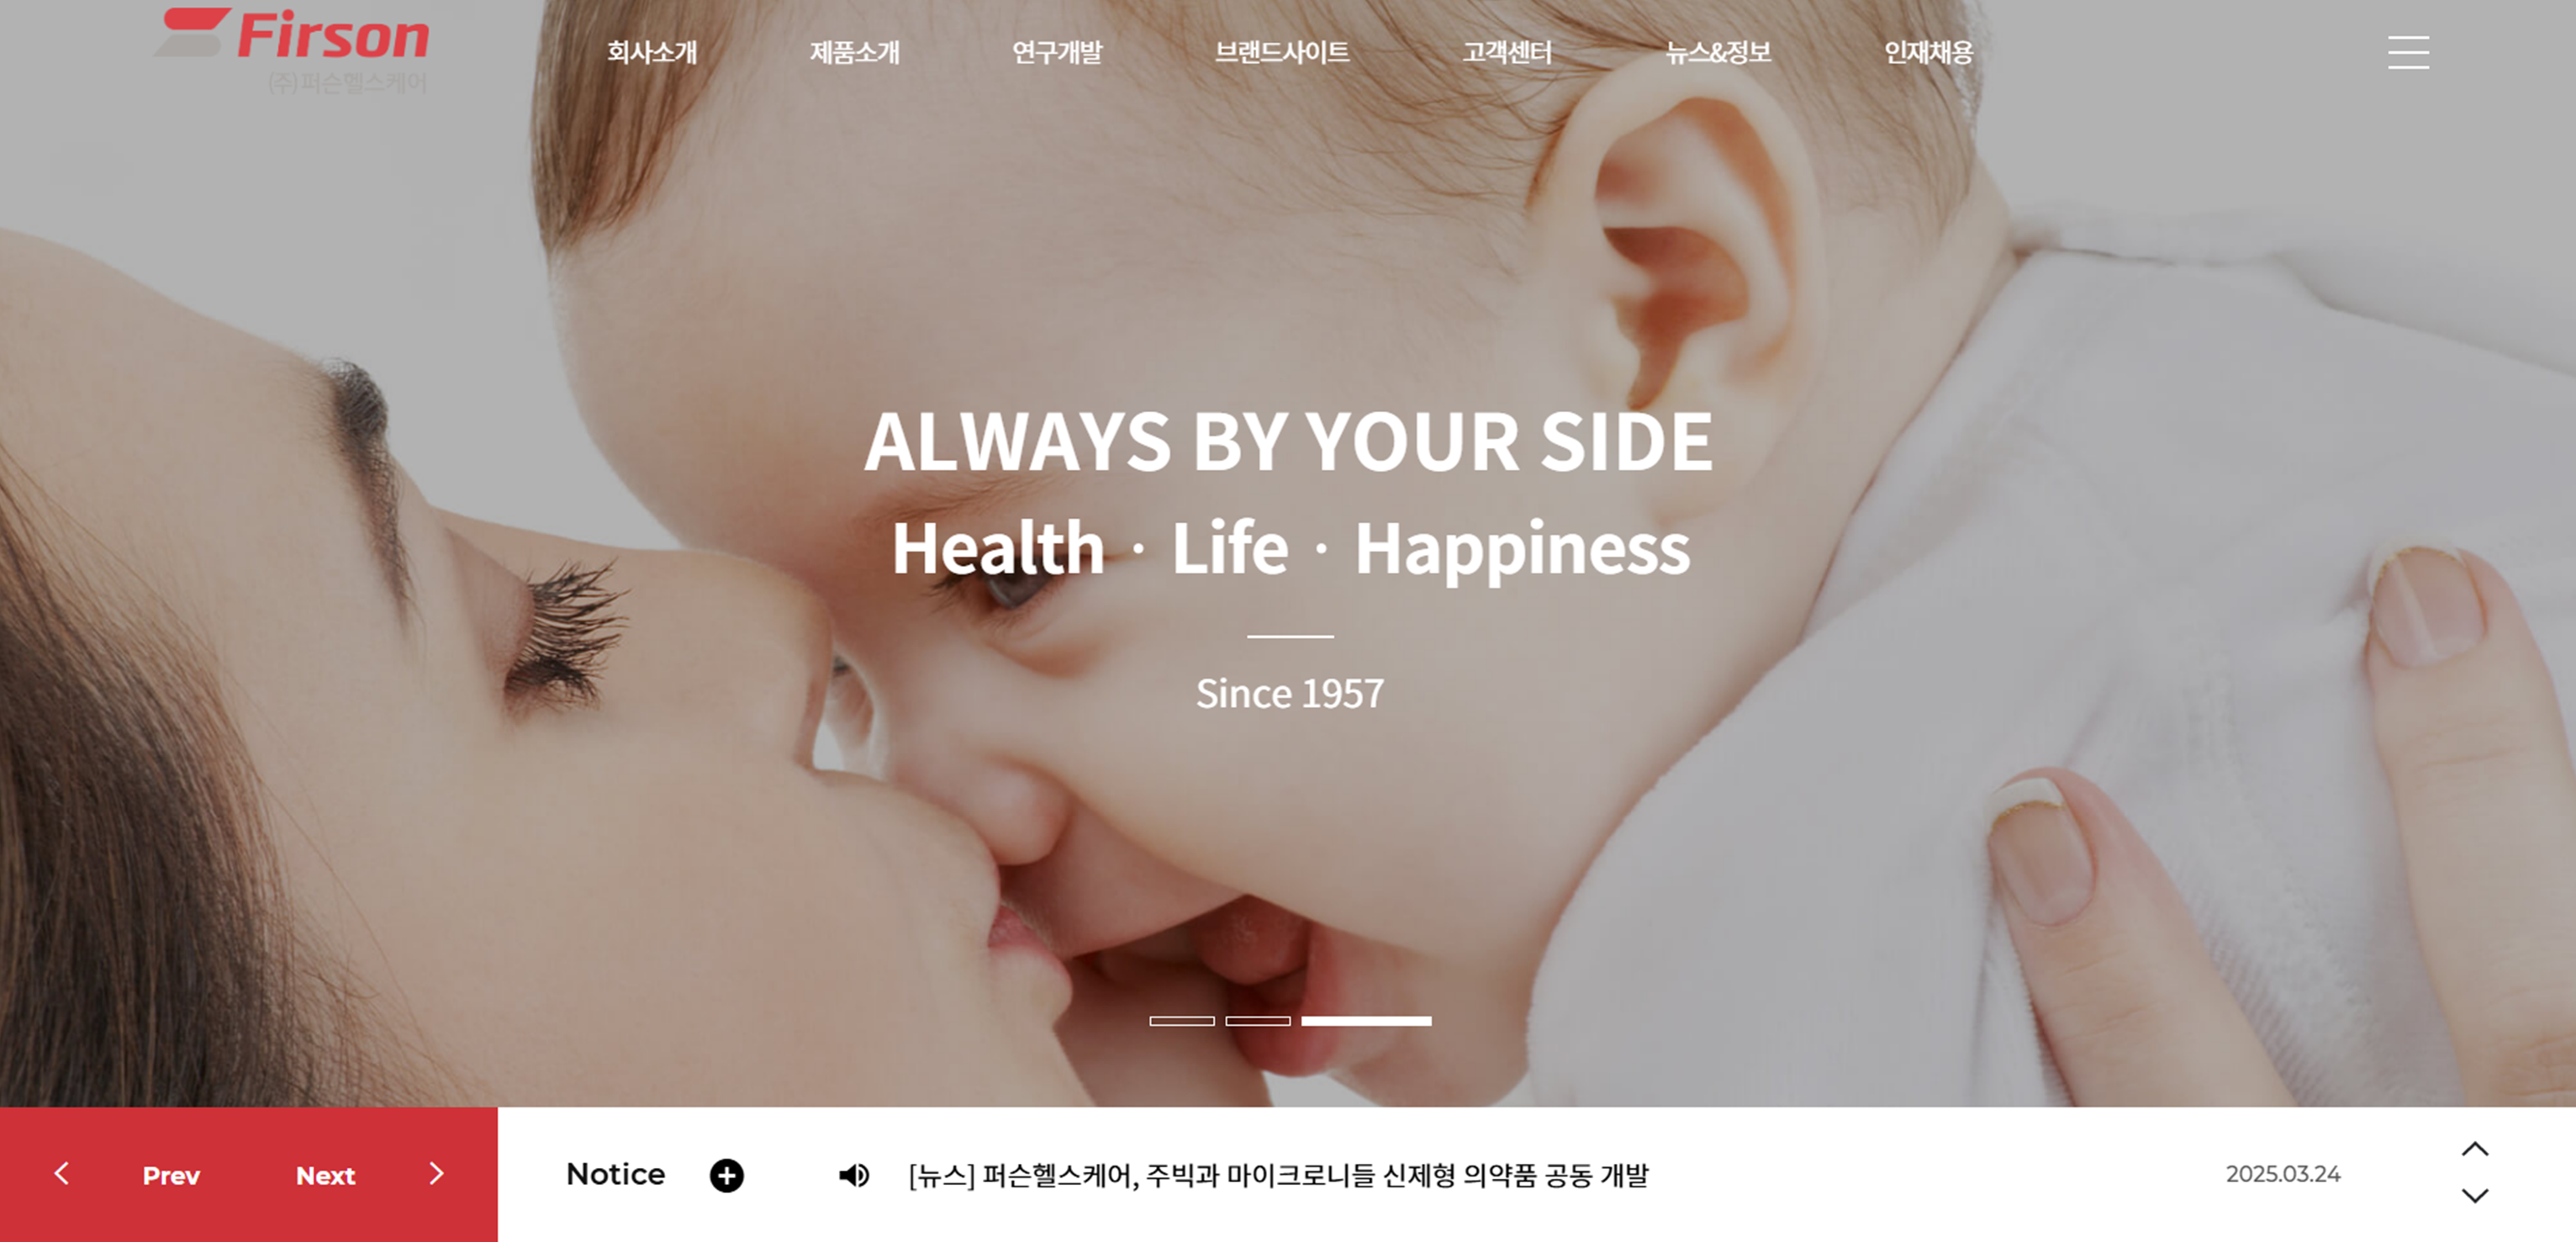 Firson
(주)퍼슨헬스케어
회사소개 제품소개 연구개발 브랜드사이트 고객센터 뉴스&정보 인재채용
ALWAYS BY YOUR SIDE
Health · Life · Happiness
Since 1957
Prev Next
Notice [뉴스] 퍼슨헬스케어, 주빅과 마이크로니들 신제형 의약품 공동 개발 2025.03.24